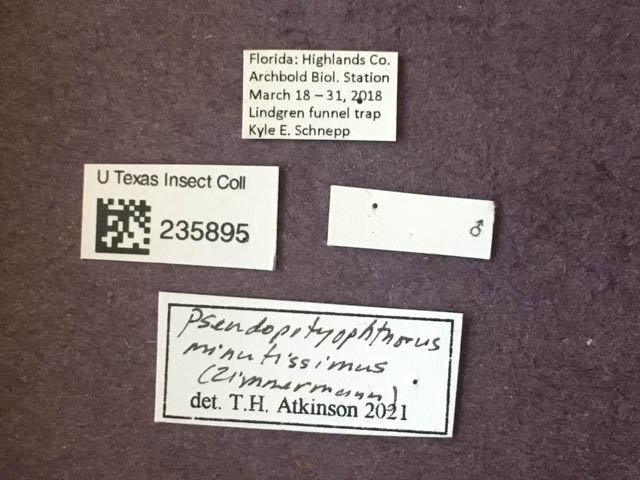 Florida: Highlands Co.
Archbold Biol. Station
March 18 – 31, 2018
Lindgren funnel trap
Kyle E. Schnepp
U Texas Insect Coll
235895
♂
Pseudopityophthorus
minutissimus
(Zimmermann)
det. T.H. Atkinson 2021